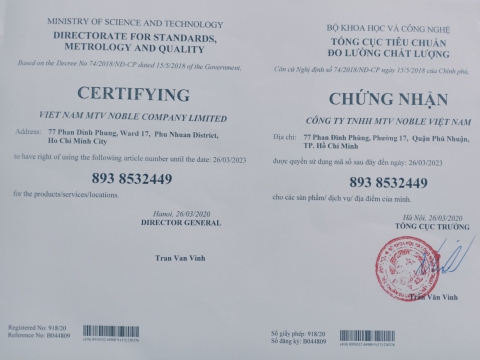 MINISTRY OF SCIENCE AND TECHNOLOGY
DIRECTORATE FOR STANDARDS,
METROLOGY AND QUALITY
Based on the Decree No 74/2018/ND-CP dated 15/5/2018 of the Government,
CERTIFYING
VIET NAM MTV NOBLE COMPANY LIMITED
Address: 77 Phan Dinh Phung, Ward 17, Phu Nhuan District,
Ho Chi Minh City
to have right of using the following article number until the date: 26/03/2023
893 8532449
for the products/services/locations.
Hanoi, 26/03/2020
DIRECTOR GENERAL
Tran Van Vinh
Registered No: 918/20
Reference No: B044809
BỘ KHOA HỌC VÀ CÔNG NGHỆ
TỔNG CỤC TIÊU CHUẨN
ĐO LƯỜNG CHẤT LƯỢNG
Căn cứ Nghị định số 74/2018/NĐ-CP ngày 15/5/2018 của Chính phủ,
CHỨNG NHẬN
CÔNG TY TNHH MTV NOBLE VIỆT NAM
Địa chỉ: 77 Phan Đình Phùng, Phường 17, Quận Phú Nhuận,
TP. Hồ Chí Minh
được quyền sử dụng mã số sau đây đến ngày: 26/03/2023
893 8532449
cho các sản phẩm/ dịch vụ/ địa điểm của mình.
Hà Nội, 26/03/2020
TỔNG CỤC TRƯỞNG
Trần Văn Vinh
Số giấy phép: 918/20
Số đăng ký: B044809